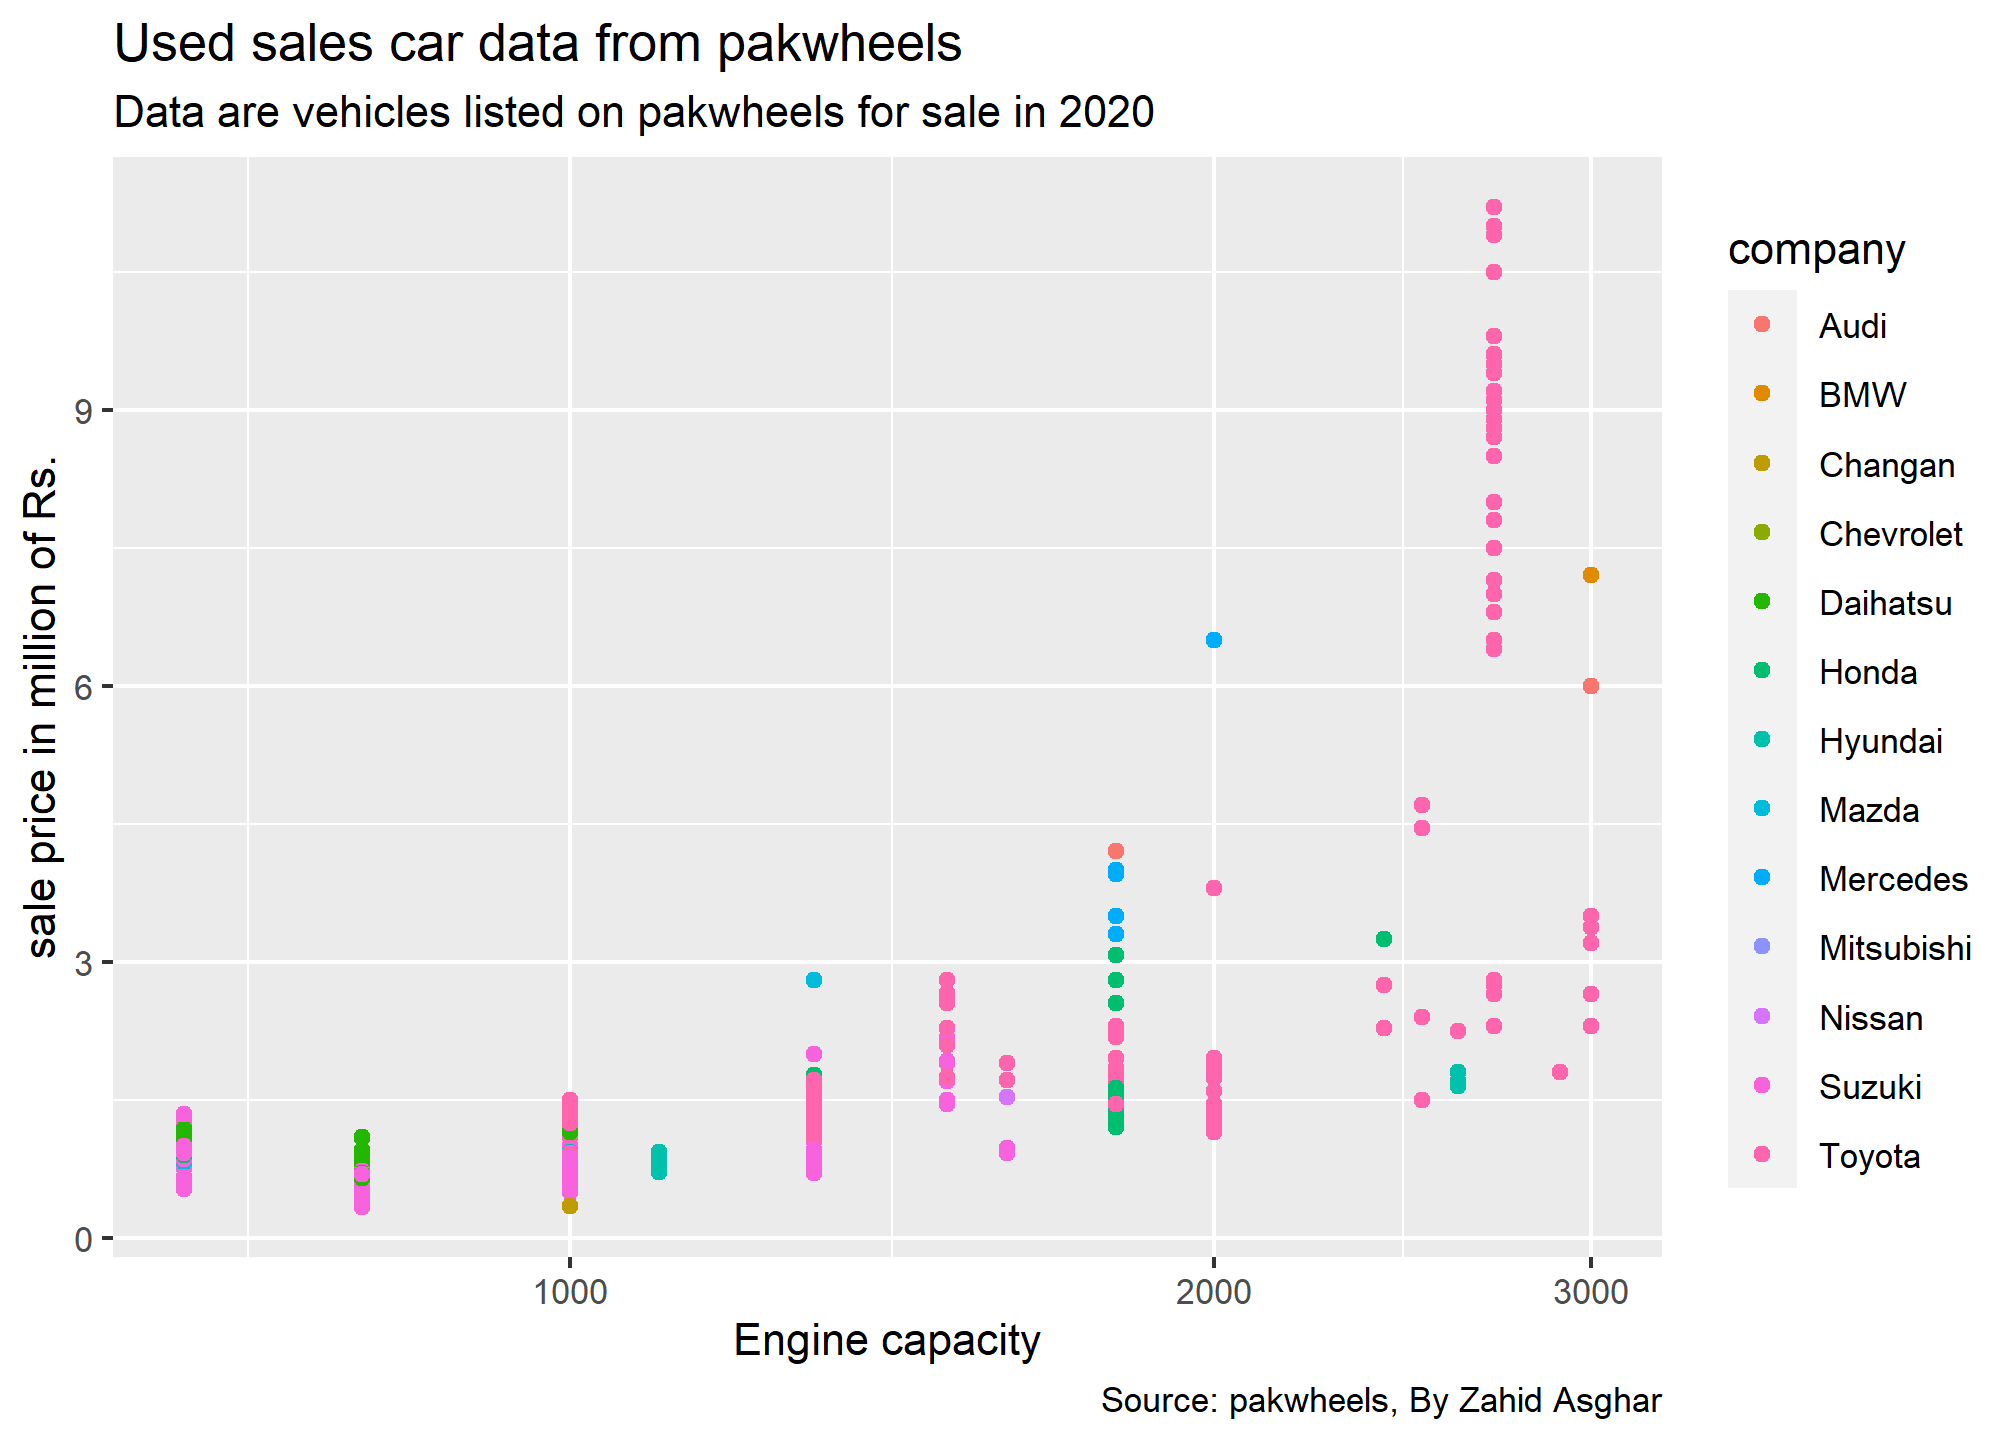 Used sales car data from pakwheels
Data are vehicles listed on pakwheels for sale in 2020
sale price in million of Rs.
9
6
3
0
1000 2000 3000
Engine capacity
company
Audi
BMW
Changan
Chevrolet
Daihatsu
Honda
Hyundai
Mazda
Mercedes
Mitsubishi
Nissan
Suzuki
Toyota
Source: pakwheels, By Zahid Asghar